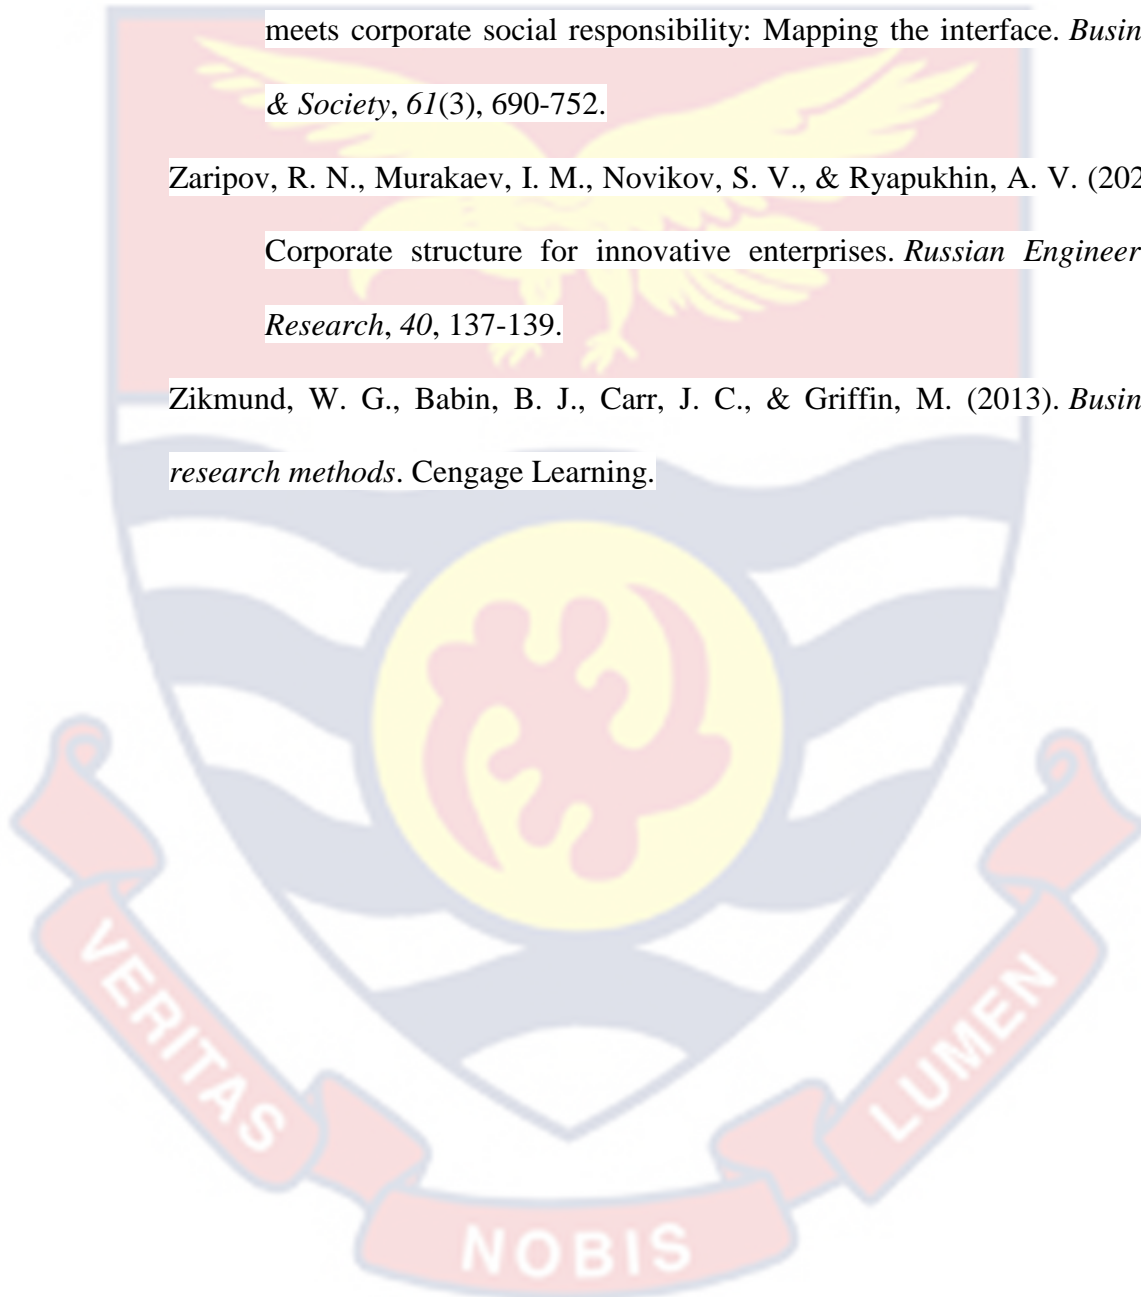 meets corporate social responsibility: Mapping the interface. Busin
& Society, 61(3), 690-752.
Zaripov, R. N., Murakaev, I. M., Novikov, S. V., & Ryapukhin, A. V. (202
Corporate structure for innovative enterprises. Russian Engineer
Research, 40, 137-139.
Zikmund, W. G., Babin, B. J., Carr, J. C., & Griffin, M. (2013). Busin
research methods. Cengage Learning.
VERITAS
NOBIS
LUMEN